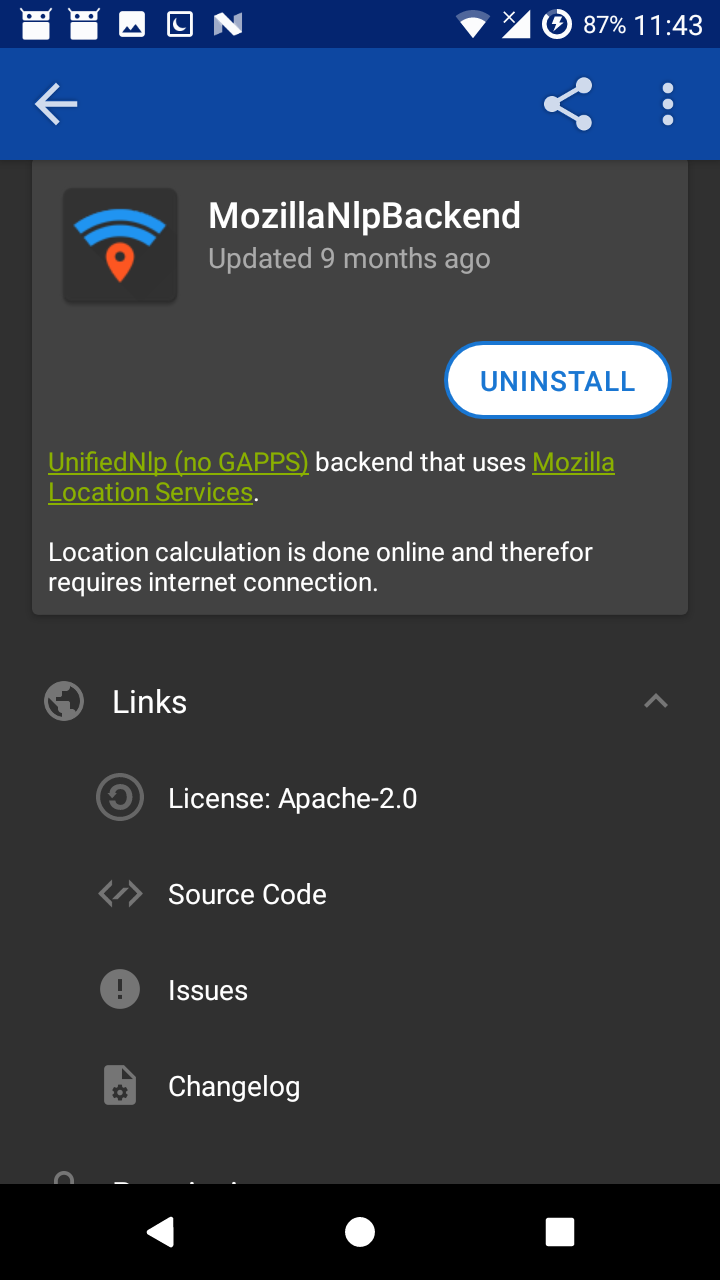 87% 11:43
MozillaNlpBackend
Updated 9 months ago
UNINSTALL
UnifiedNlp (no GAPPS) backend that uses Mozilla
Location Services.
Location calculation is done online and therefor
requires internet connection.
Links
License: Apache-2.0
Source Code
Issues
Changelog